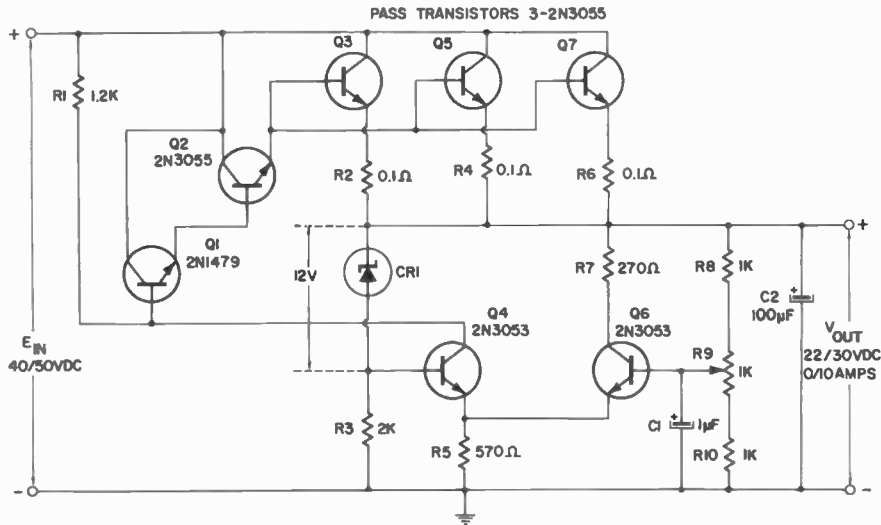 PASS TRANSISTORS 3-2N3055
+
Q3
Q5
Q7
R1
1.2K
Q2
2N3055
R2
0.1Ω
R4
0.1Ω
R6
0.1Ω
+
Q1
2N1479
12V
CR1
R7
270Ω
R8
1K
Q4
2N3053
Q6
2N3053
C2
100µF
+
E IN
40/50VDC
R9
1K
V OUT
22/30VDC
0/10AMPS
R3
2K
R5
570Ω
C1
+
1µF
R10
1K
-
-